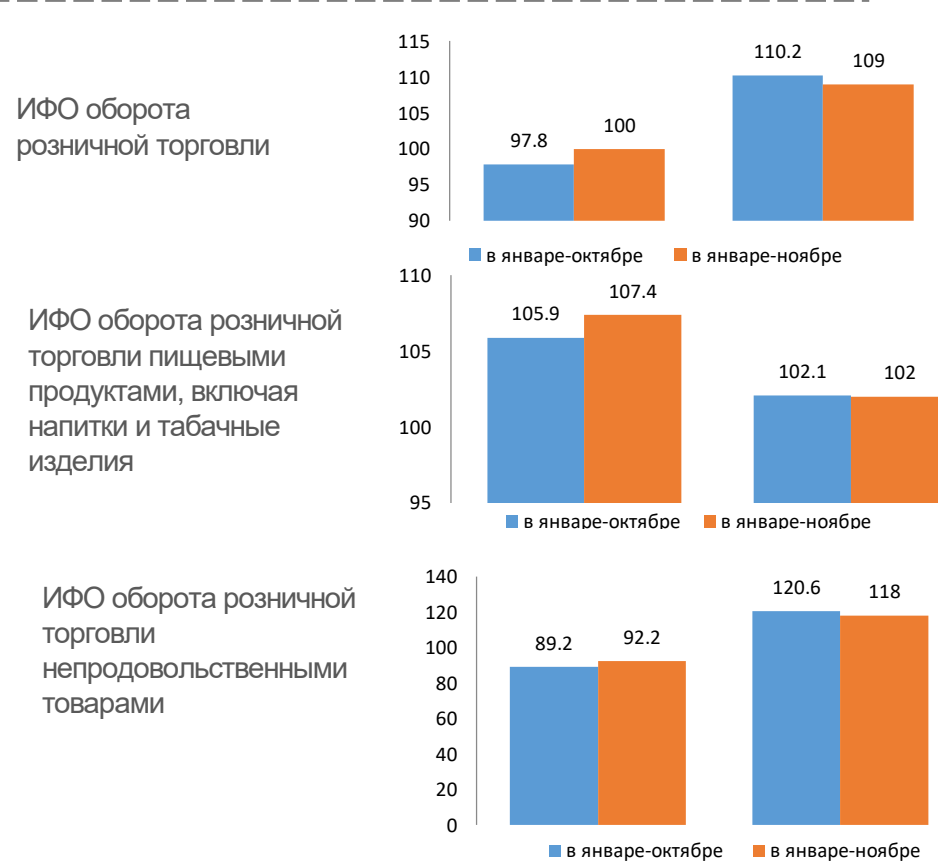 ИФО оборота
розничной торговли
115
110
105
100
95
90
97.8
100
110.2
109
в январе-октябре
в январе-ноябре
ИФО оборота розничной
торговли пищевыми
продуктами, включая
напитки и табачные
изделия
110
105
100
95
105.9
107.4
102.1
102
в январе-октябре
в январе-ноябре
ИФО оборота розничной
торговли
непродовольственными
товарами
140
120
100
80
60
40
20
0
89.2
92.2
120.6
118
в январе-октябре
в январе-ноябре